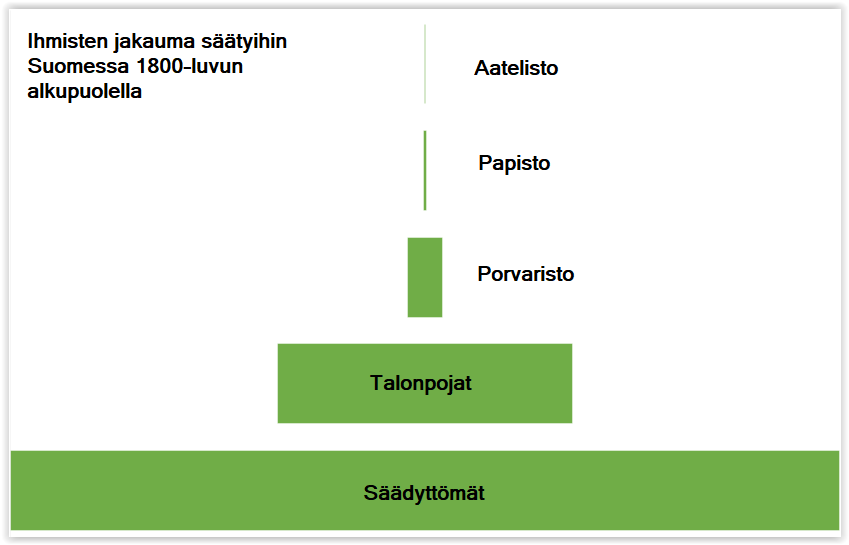 Ihmisten jakauma säätyihin
Suomessa 1800-luvun
alkupuolella
Aatelisto
Papisto
Porvaristo
Talonpojat
Säädyttömät